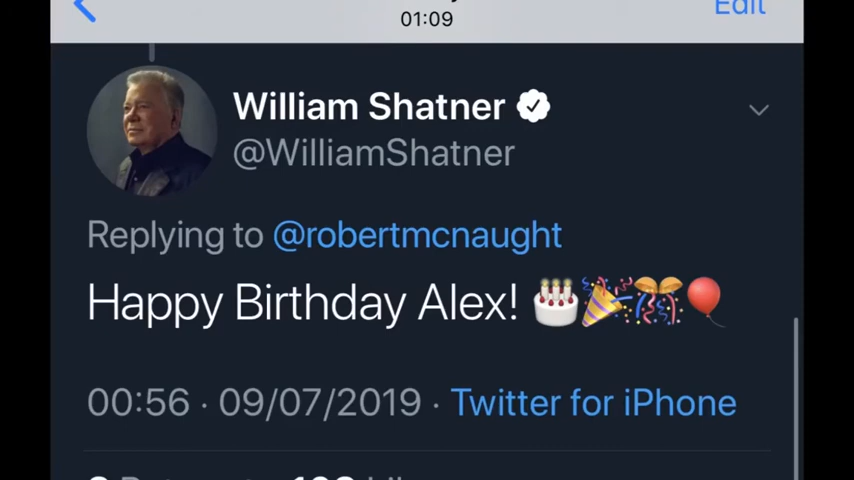 01:09
Edit
William Shatner
@WilliamShatner
Replying to @robertmcnaught
Happy Birthday Alex! 🎂🎉🎊🎈
00:56 · 09/07/2019 · Twitter for iPhone